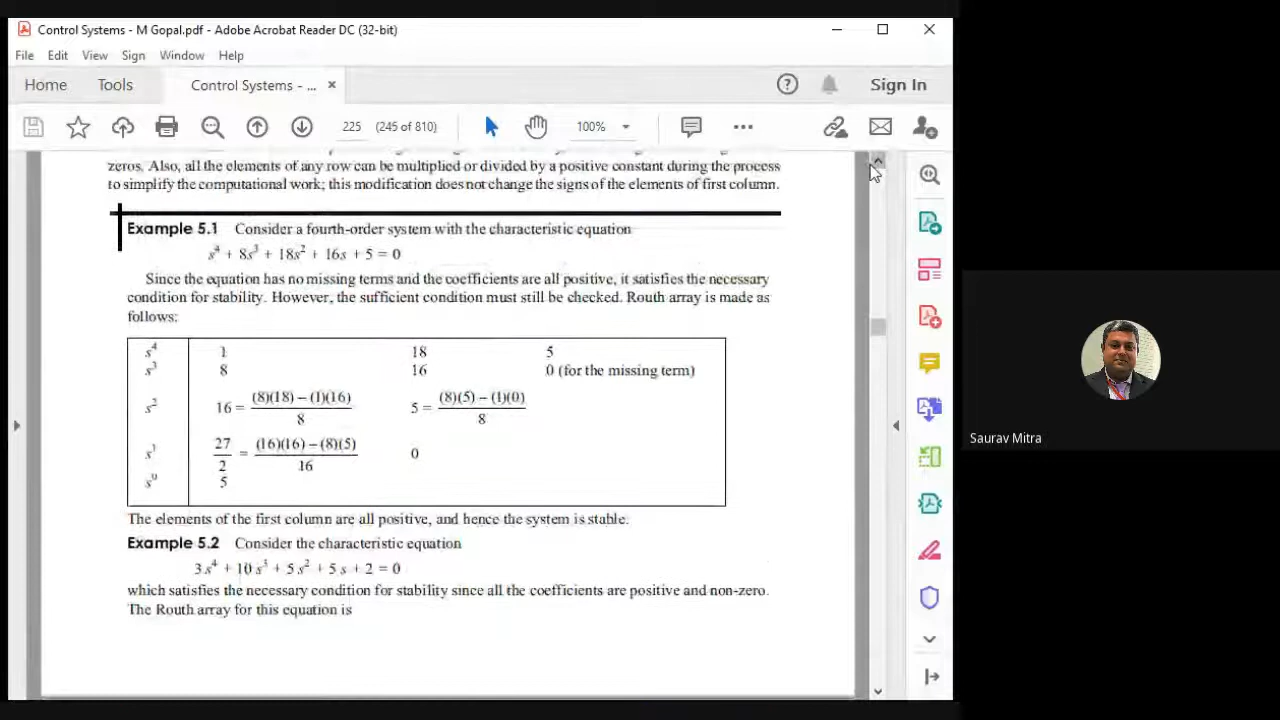 Control Systems - M Gopal.pdf - Adobe Acrobat Reader DC (32-bit)
File Edit View Sign Window Help
Home Tools Control Systems - ... × Sign In
225 (245 of 810) 100%
zeros. Also, all the elements of any row can be multiplied or divided by a positive constant during the process
to simplify the computational work; this modification does not change the signs of the elements of first column.
Example 5.1 Consider a fourth-order system with the characteristic equation
s⁴ + 8s³ + 18s² + 16s + 5 = 0
Since the equation has no missing terms and the coefficients are all positive, it satisfies the necessary
condition for stability. However, the sufficient condition must still be checked. Routh array is made as
follows:
s⁴ 1 18 5
s³ 8 16 0 (for the missing term)
s² 16 = (8)(18) – (1)(16) / 8 5 = (8)(5) – (1)(0) / 8
s¹ 27/2 = (16)(16) – (8)(5) / 16 0
s⁰ 5
The elements of the first column are all positive, and hence the system is stable.
Example 5.2 Consider the characteristic equation
3s⁴ + 10s³ + 5s² + 5s + 2 = 0
which satisfies the necessary condition for stability since all the coefficients are positive and non-zero.
The Routh array for this equation is
Saurav Mitra